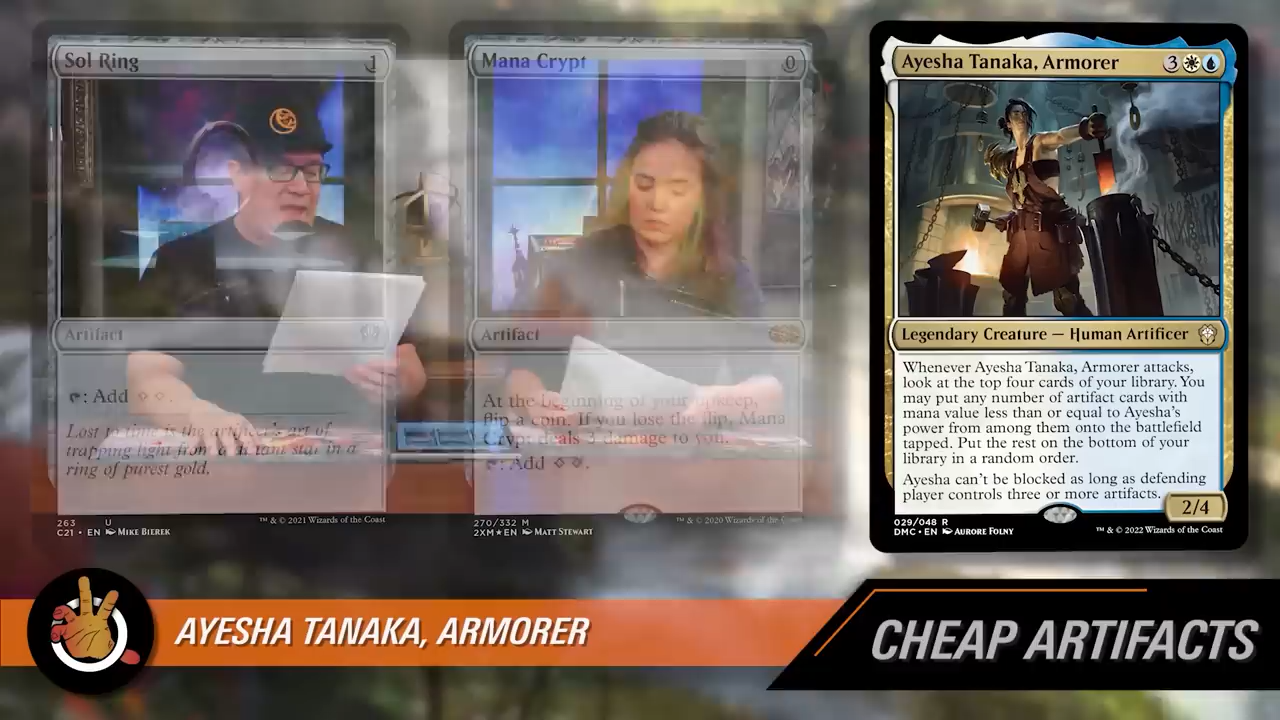 Sol Ring 1
Artifact
: Add
Lost to time is the artificer's art of
trapping light from a distant star in a
ring of purest gold.
263 U
C21 • EN MIKE BIEREK
™ & © 2021 Wizards of the Coast
Mana Crypt 0
Artifact
At the beginning of your upkeep,
flip a coin. If you lose the flip, Mana
Crypt deals 3 damage to you.
: Add
270/332 M
2XM★EN MATT STEWART
™ & © 2020 Wizards of the Coast
Ayesha Tanaka, Armorer 3
Legendary Creature — Human Artificer
Whenever Ayesha Tanaka, Armorer attacks,
look at the top four cards of your library. You
may put any number of artifact cards with
mana value less than or equal to Ayesha's
power from among them onto the battlefield
tapped. Put the rest on the bottom of your
library in a random order.
Ayesha can't be blocked as long as defending
player controls three or more artifacts.
2/4
029/048 R
DMC • EN AURORE FOLNY
™ & © 2022 Wizards of the Coast
AYESHA TANAKA, ARMORER
CHEAP ARTIFACTS